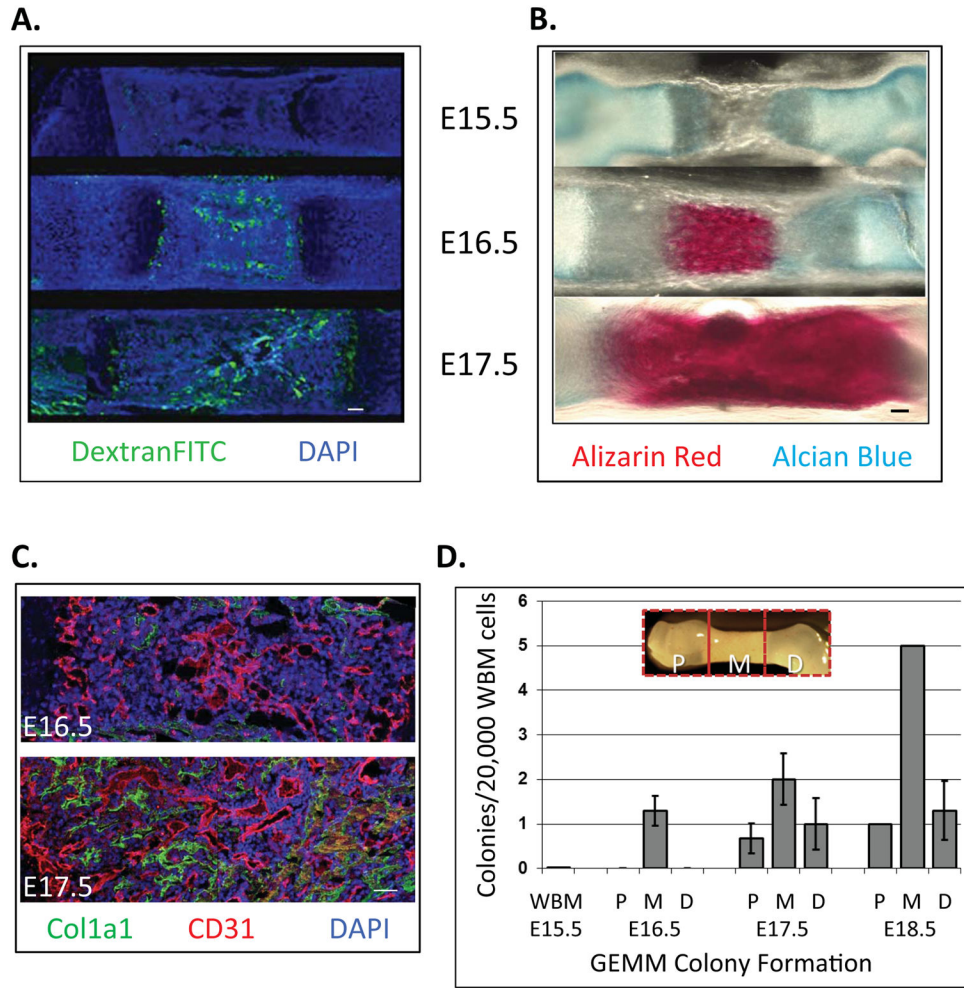 A.
B.
E15.5
E16.5
E17.5
DextranFITC DAPI
Alizarin Red Alcian Blue
C.
D.
E16.5
E17.5
Col1a1 CD31 DAPI
Colonies/20,000 WBM cells
6
5
4
3
2
1
0
P M D
WBM P M D P M D P M D
E15.5 E16.5 E17.5 E18.5
GEMM Colony Formation